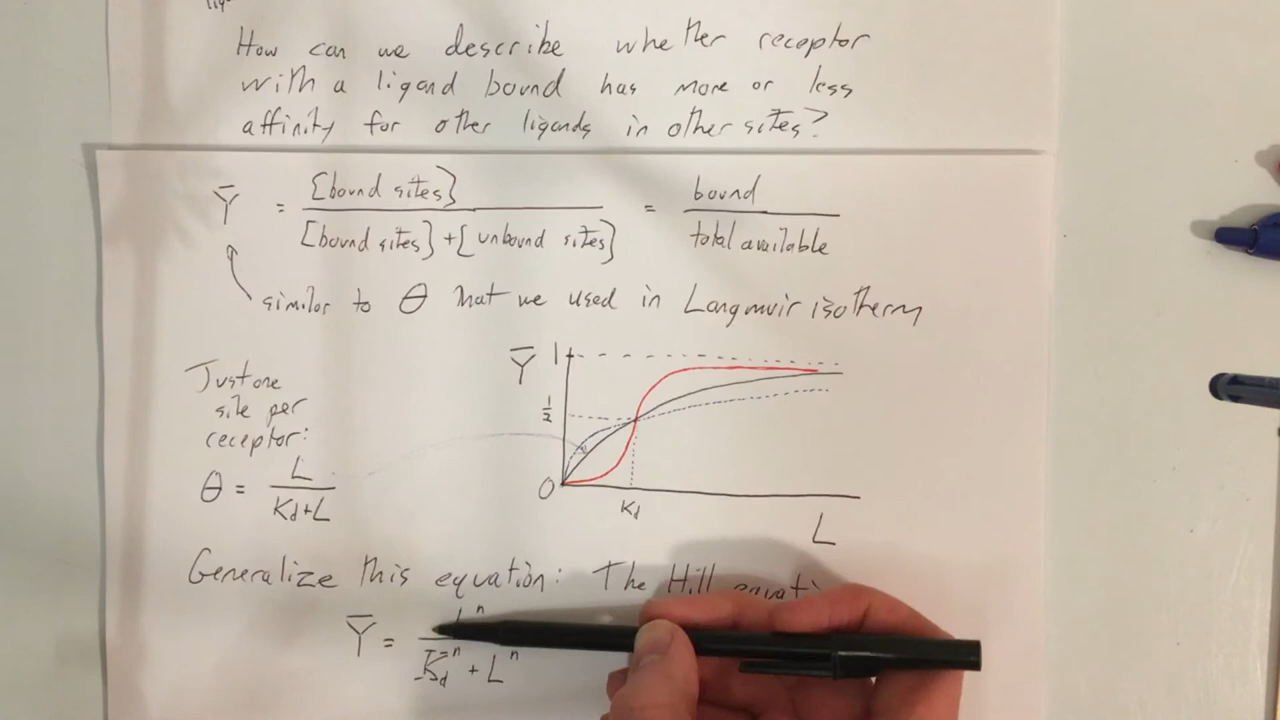 How can we describe whether receptor
with a ligand bound has more or less
affinity for other ligands in other sites?
Ȳ = [bound sites] / [bound sites] + [unbound sites] = bound / total available
similar to θ that we used in Langmuir isotherm
Just one
site per
receptor:
θ = L / Kd+L
Ȳ
1
1/2
0
Kd
L
Generalize this equation: The Hill
Ȳ = L^n / K̄d^n + L^n